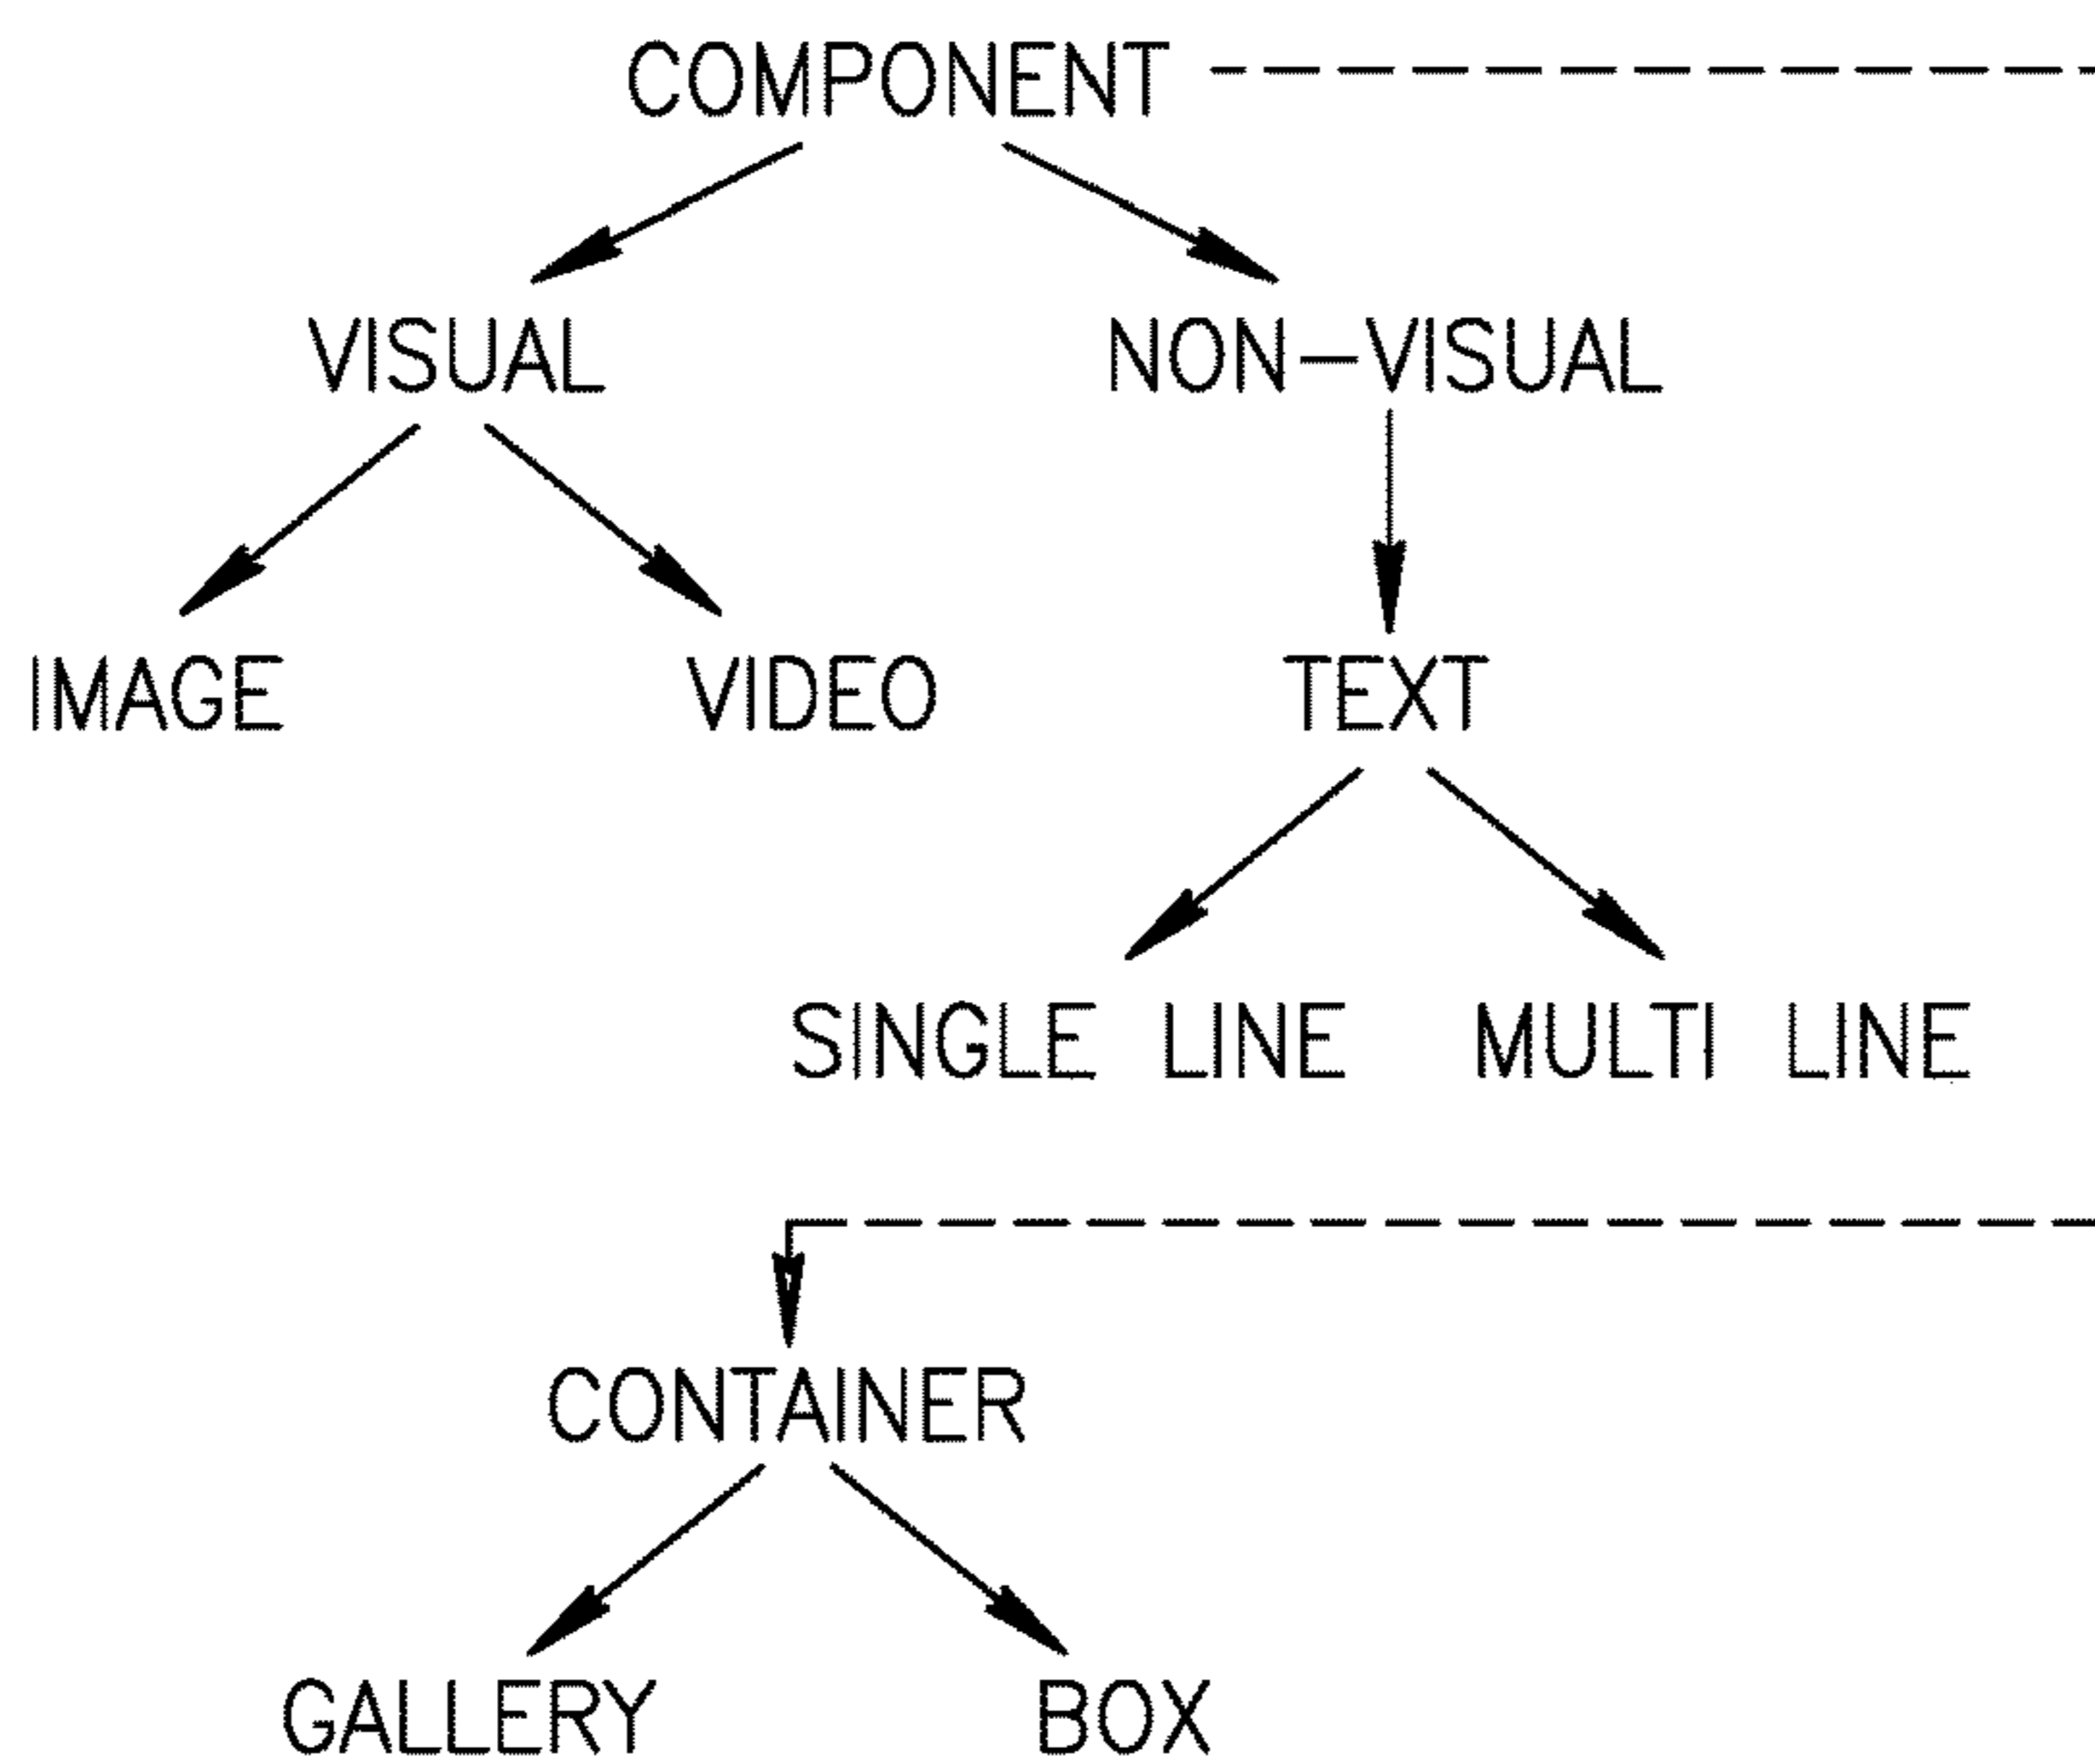 COMPONENT
VISUAL NON-VISUAL
IMAGE VIDEO TEXT
SINGLE LINE MULTI LINE
CONTAINER
GALLERY BOX